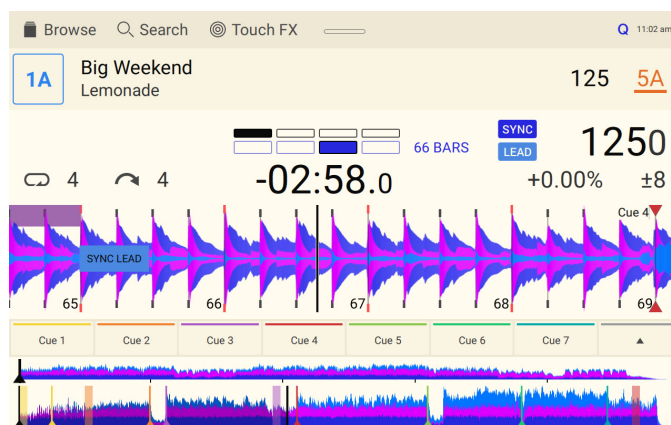 Browse Search Touch FX Q 11:02 am
1A Big Weekend 125 5A
Lemonade
66 BARS SYNC 1250
LEAD
4 4 -02:58.0 +0.00% ±8
Cue 4
SYNC LEAD
65 66 67 68 69
Cue 1 Cue 2 Cue 3 Cue 4 Cue 5 Cue 6 Cue 7